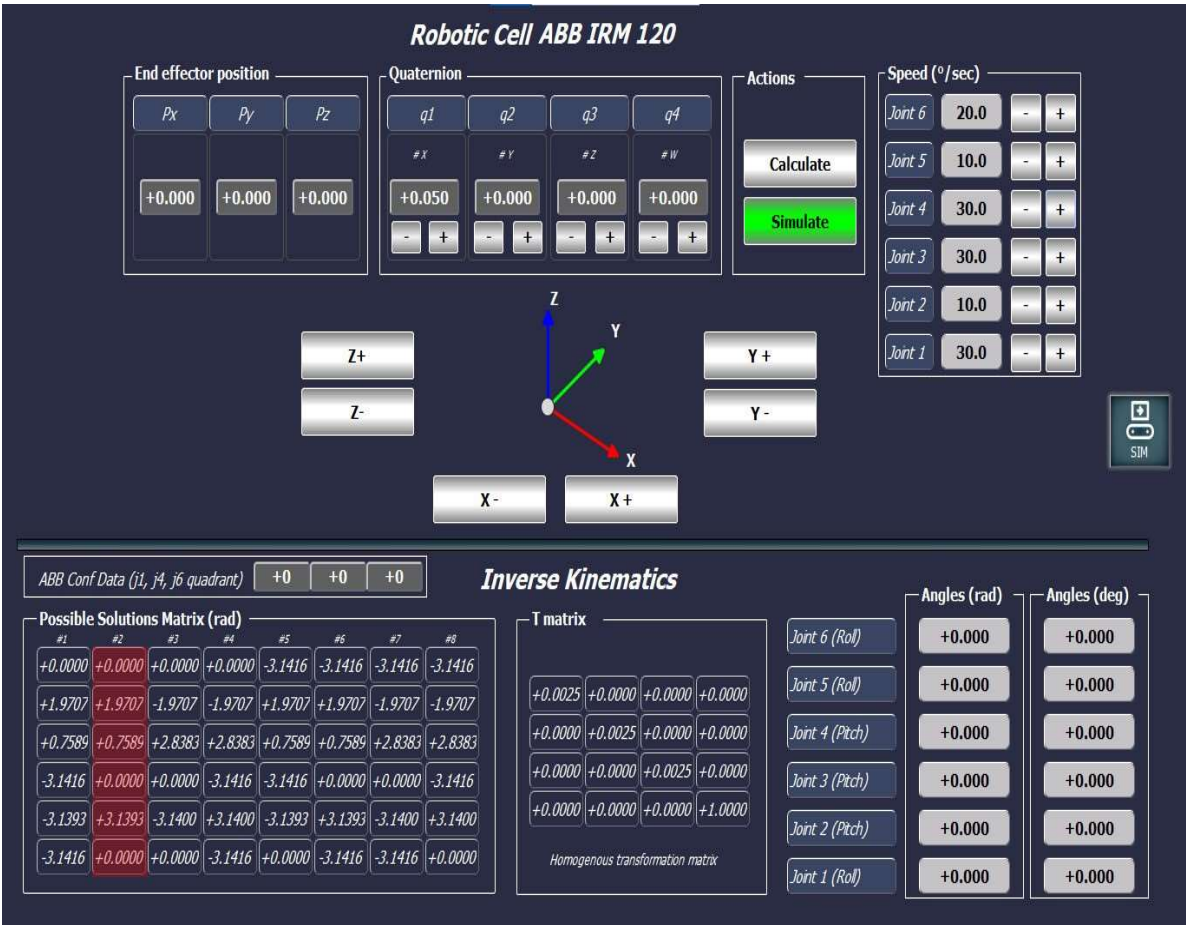 Robotic Cell ABB IRM 120
End effector position
Px Py Pz
+0.000 +0.000 +0.000
Quaternion
q1 q2 q3 q4
# X # Y # Z # W
+0.050 +0.000 +0.000 +0.000
- + - + - + - +
Actions
Calculate
Simulate
Speed (º/sec)
Joint 6 20.0 - +
Joint 5 10.0 - +
Joint 4 30.0 - +
Joint 3 30.0 - +
Joint 2 10.0 - +
Joint 1 30.0 - +
Z
Y
X
Z+
Z-
Y +
Y -
X - X +
SIM
ABB Conf Data (j1, j4, j6 quadrant) +0 +0 +0
Inverse Kinematics
Possible Solutions Matrix (rad)
#1 #2 #3 #4 #5 #6 #7 #8
+0.0000 +0.0000 +0.0000 +0.0000 -3.1416 -3.1416 -3.1416 -3.1416
+1.9707 +1.9707 -1.9707 -1.9707 +1.9707 +1.9707 -1.9707 -1.9707
+0.7589 +0.7589 +2.8383 +2.8383 +0.7589 +0.7589 +2.8383 +2.8383
-3.1416 +0.0000 +0.0000 -3.1416 -3.1416 +0.0000 +0.0000 -3.1416
-3.1393 +3.1393 -3.1400 +3.1400 -3.1393 +3.1393 -3.1400 +3.1400
-3.1416 +0.0000 +0.0000 -3.1416 +0.0000 -3.1416 -3.1416 +0.0000
T matrix
+0.0025 +0.0000 +0.0000 +0.0000
+0.0000 +0.0025 +0.0000 +0.0000
+0.0000 +0.0000 +0.0025 +0.0000
+0.0000 +0.0000 +0.0000 +1.0000
Homogenous transformation matrix
Angles (rad) Angles (deg)
Joint 6 (Roll) +0.000 +0.000
Joint 5 (Roll) +0.000 +0.000
Joint 4 (Pitch) +0.000 +0.000
Joint 3 (Pitch) +0.000 +0.000
Joint 2 (Pitch) +0.000 +0.000
Joint 1 (Roll) +0.000 +0.000